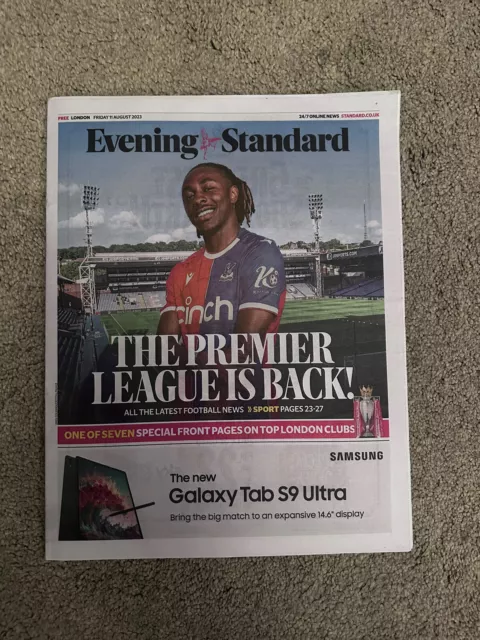 FREE LONDON FRIDAY 11 AUGUST 2023
24/7 ONLINE NEWS STANDARD.CO.UK
Evening Standard
cinch
THE PREMIER
LEAGUE IS BACK!
ALL THE LATEST FOOTBALL NEWS » SPORT PAGES 23-27
ONE OF SEVEN SPECIAL FRONT PAGES ON TOP LONDON CLUBS
SAMSUNG
The new
Galaxy Tab S9 Ultra
Bring the big match to an expansive 14.6" display